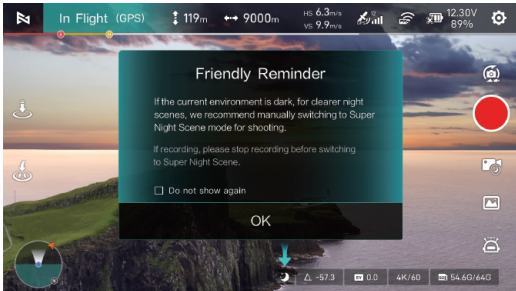 In Flight (GPS)
119m
9000m
HS 6.3m/s
VS 9.9m/s
12
12.30V
89%
Friendly Reminder
If the current environment is dark, for clearer night
scenes, we recommend manually switching to Super
Night Scene mode for shooting.
If recording, please stop recording before switching
to Super Night Scene.
Do not show again
OK
-57.3
EV 0.0
4K/60
54.6G/64G